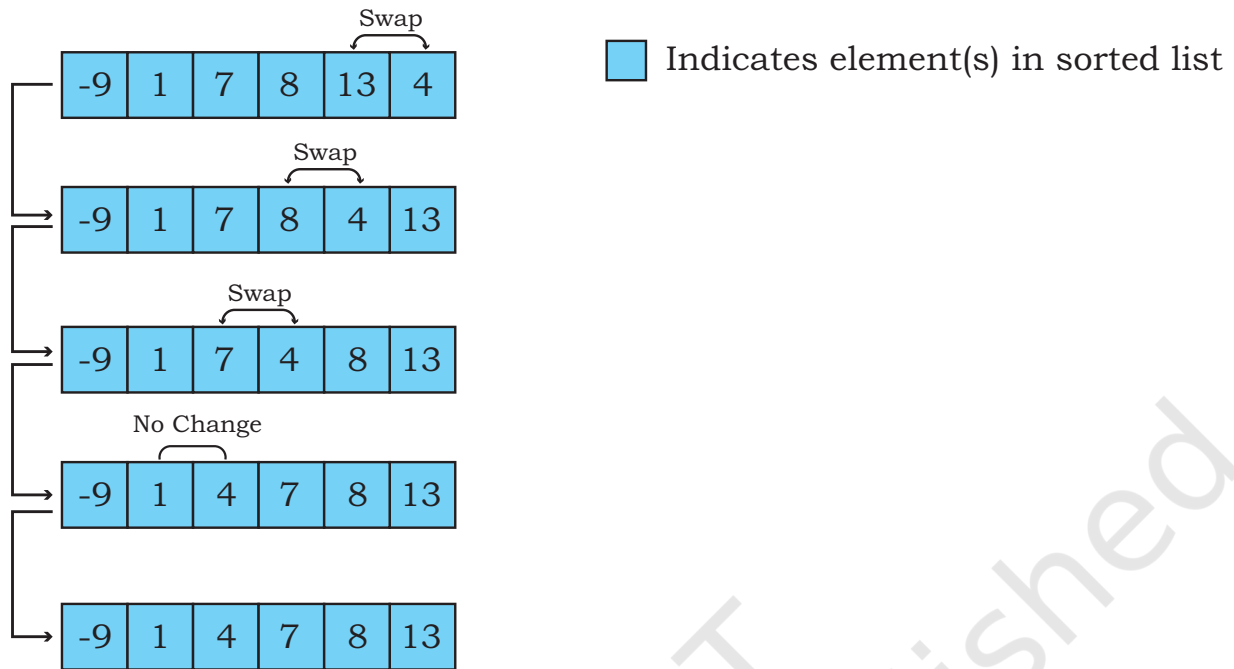 Swap
-9 1 7 8 13 4
Indicates element(s) in sorted list
Swap
-9 1 7 8 4 13
Swap
-9 1 7 4 8 13
No Change
-9 1 4 7 8 13
-9 1 4 7 8 13